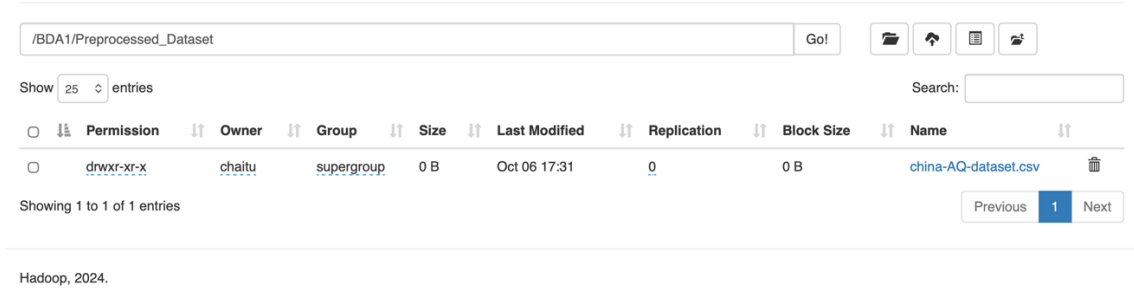 /BDA1/Preprocessed_Dataset Go!
Show 25 entries Search:
Permission Owner Group Size Last Modified Replication Block Size Name
drwxr-xr-x chaitu supergroup 0 B Oct 06 17:31 0 0 B china-AQ-dataset.csv
Showing 1 to 1 of 1 entries Previous 1 Next
Hadoop, 2024.